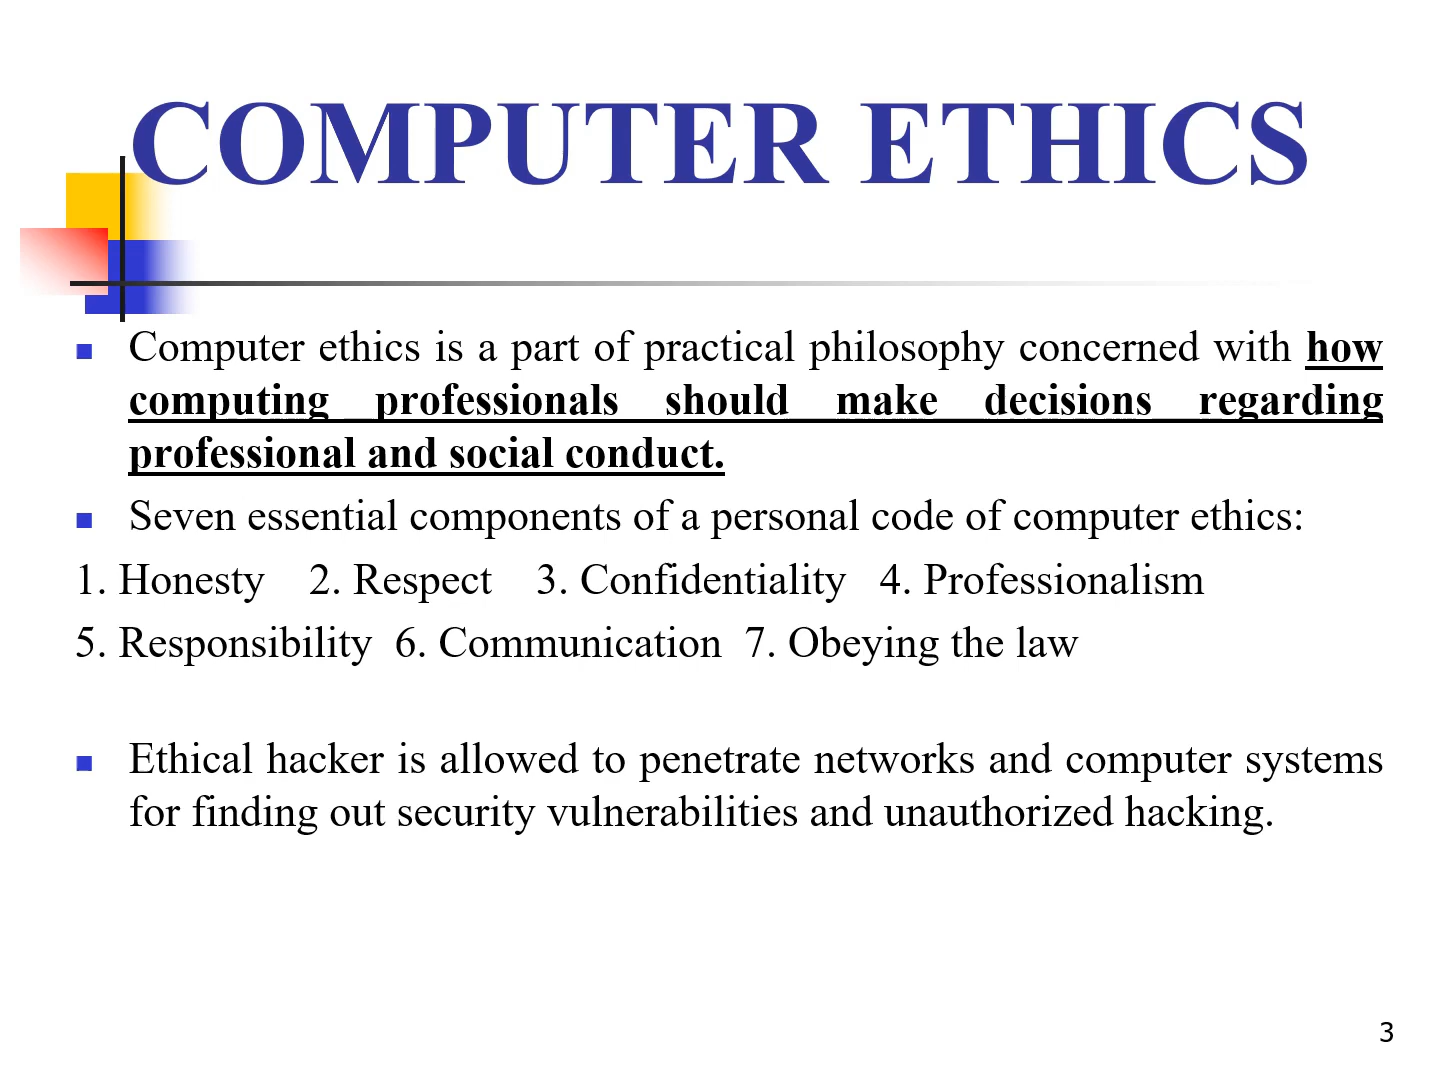 COMPUTER ETHICS
Computer ethics is a part of practical philosophy concerned with how
computing professionals should make decisions regarding
professional and social conduct.
Seven essential components of a personal code of computer ethics:
1. Honesty 2. Respect 3. Confidentiality 4. Professionalism
5. Responsibility 6. Communication 7. Obeying the law
Ethical hacker is allowed to penetrate networks and computer systems
for finding out security vulnerabilities and unauthorized hacking.
3